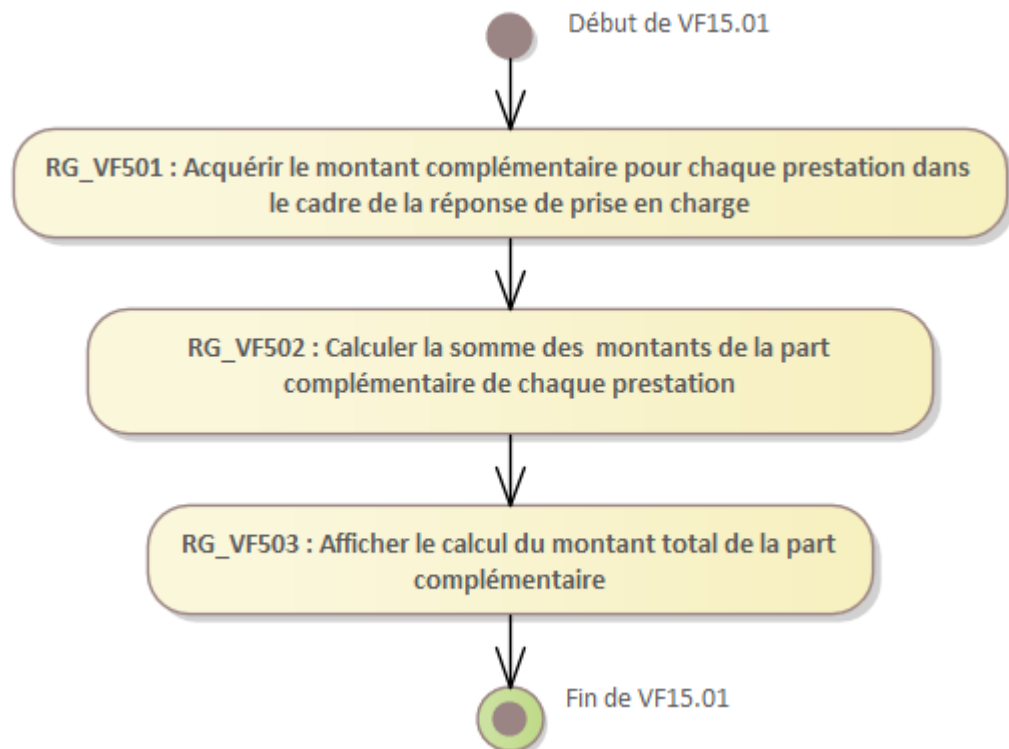 Début de VF15.01
RG_VF501 : Acquérir le montant complémentaire pour chaque prestation dans
le cadre de la réponse de prise en charge
RG_VF502 : Calculer la somme des  montants de la part
complémentaire de chaque prestation
RG_VF503 : Afficher le calcul du montant total de la part
complémentaire
Fin de VF15.01